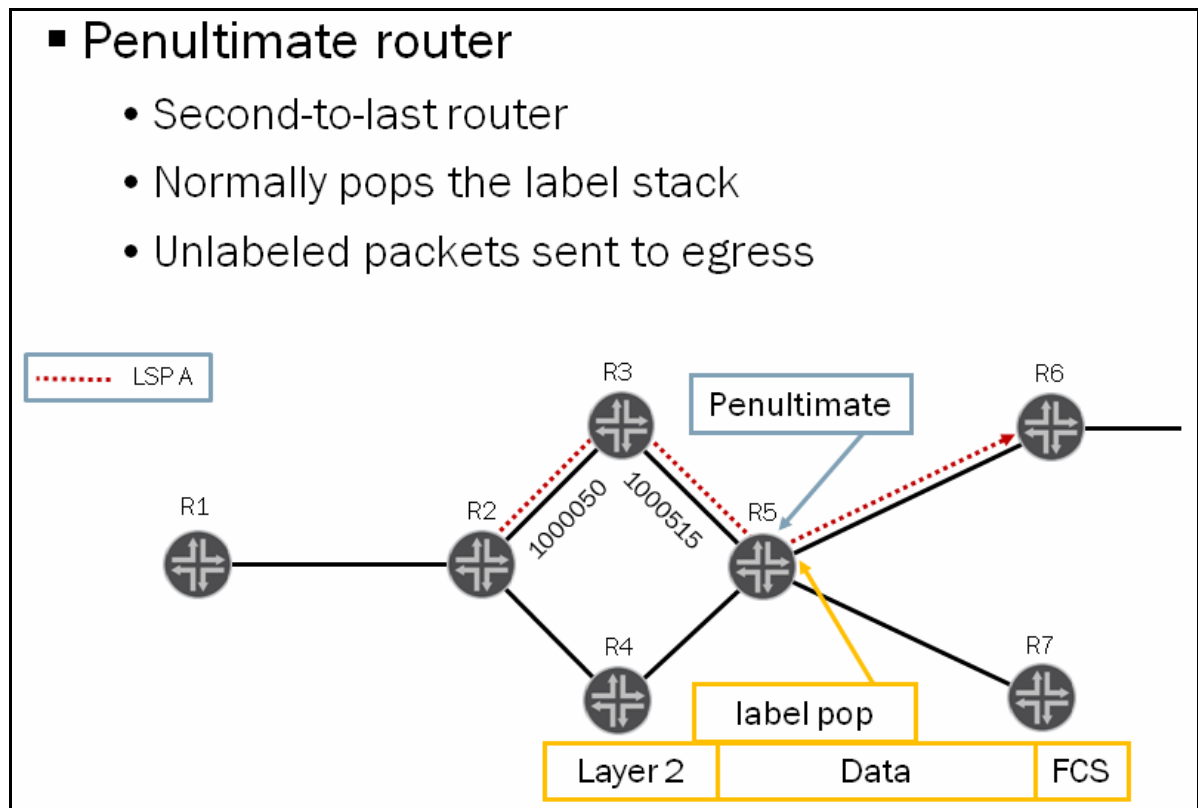 ▪ Penultimate router
• Second-to-last router
• Normally pops the label stack
• Unlabeled packets sent to egress
LSP A
R3
R6
Penultimate
R1
R2
1000050
1000515
R5
R4
R7
label pop
Layer 2
Data
FCS